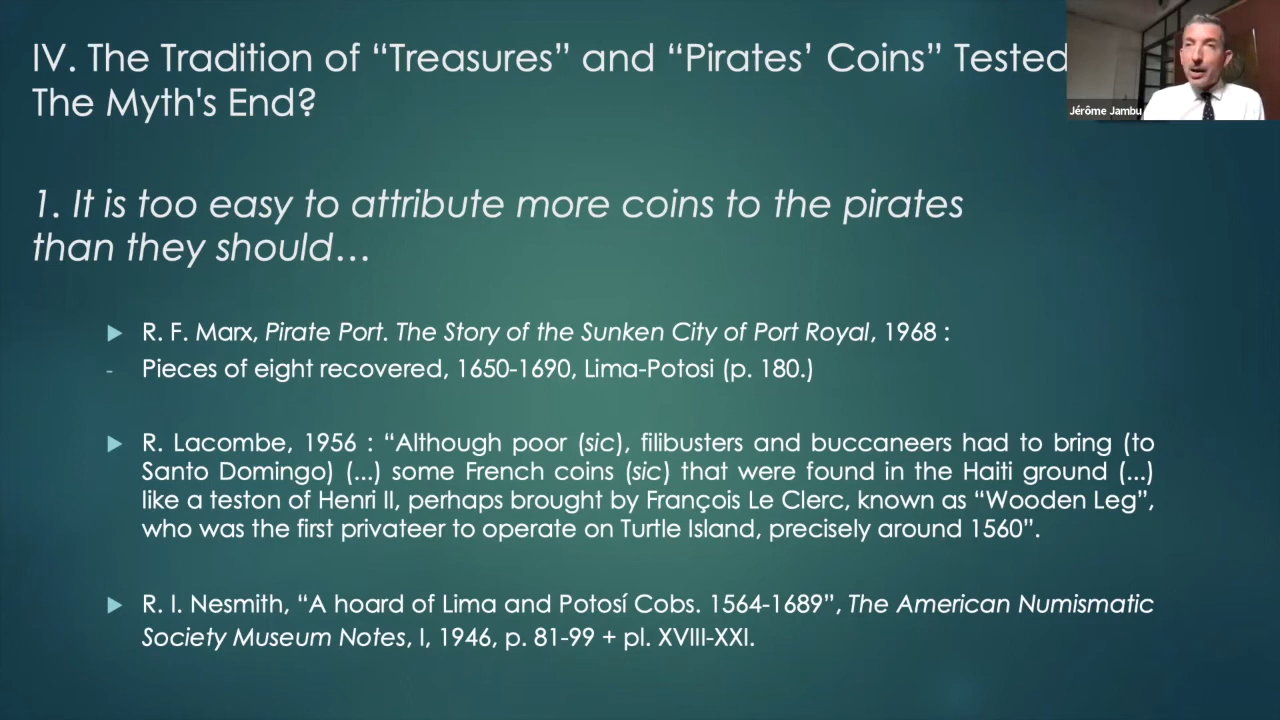 IV. The Tradition of “Treasures” and “Pirates’ Coins” Tested
The Myth's End?
Jérôme Jambu
1. It is too easy to attribute more coins to the pirates
than they should…
R. F. Marx, Pirate Port. The Story of the Sunken City of Port Royal, 1968 :
- Pieces of eight recovered, 1650-1690, Lima-Potosi (p. 180.)
R. Lacombe, 1956 : “Although poor (sic), filibusters and buccaneers had to bring (to
Santo Domingo) (...) some French coins (sic) that were found in the Haiti ground (...)
like a teston of Henri II, perhaps brought by François Le Clerc, known as “Wooden Leg”,
who was the first privateer to operate on Turtle Island, precisely around 1560”.
R. I. Nesmith, “A hoard of Lima and Potosí Cobs. 1564-1689”, The American Numismatic
Society Museum Notes, I, 1946, p. 81-99 + pl. XVIII-XXI.